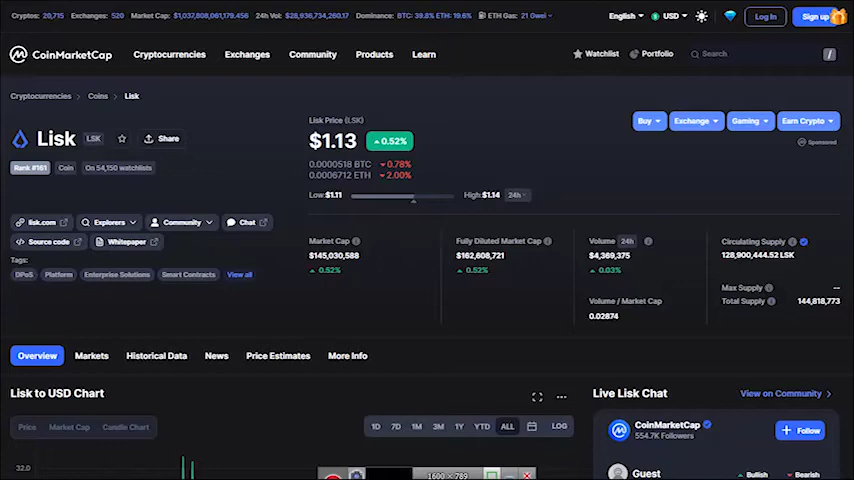 Cryptos: 20,715 Exchanges: 520 Market Cap: $1,037,808,061,179.456 24h Vol: $28,936,734,260.17 Dominance: BTC: 39.8% ETH: 19.6% ETH Gas: 21 Gwei English USD Log In Sign up
CoinMarketCap Cryptocurrencies Exchanges Community Products Learn Watchlist Portfolio Search /
Cryptocurrencies Coins Lisk
Lisk LSK Share
Rank #161 Coin On 54,150 watchlists
Lisk Price (LSK)
$1.13 0.52%
0.0000518 BTC 0.78%
0.0006712 ETH 2.00%
Low: $1.11 High: $1.14 24h
Buy Exchange Gaming Earn Crypto
Sponsored
lisk.com Explorers Community Chat
Source code Whitepaper
Tags:
DPoS Platform Enterprise Solutions Smart Contracts View all
Market Cap
$145,030,588
0.52%
Fully Diluted Market Cap
$162,608,721
0.52%
Volume 24h
$4,369,375
0.03%
Volume / Market Cap
0.02874
Circulating Supply
128,900,444.52 LSK
Max Supply --
Total Supply 144,818,773
Overview Markets Historical Data News Price Estimates More Info
Lisk to USD Chart
Price Market Cap Candle Chart 1D 7D 1M 3M 1Y YTD ALL LOG
32.0
Live Lisk Chat View on Community
CoinMarketCap
554.7K Followers
Follow
Guest Bullish Bearish
1600 × 789